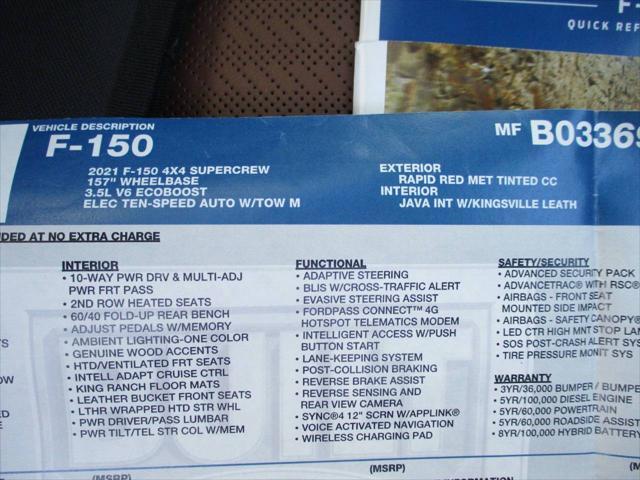 F-
QUICK REF
VEHICLE DESCRIPTION
F-150
MF B0336
2021 F-150 4X4 SUPERCREW
157" WHEELBASE
3.5L V6 ECOBOOST
ELEC TEN-SPEED AUTO W/TOW M
EXTERIOR
RAPID RED MET TINTED CC
INTERIOR
JAVA INT W/KINGSVILLE LEATH
DED AT NO EXTRA CHARGE
INTERIOR
• 10-WAY PWR DRV & MULTI-ADJ
PWR FRT PASS
• 2ND ROW HEATED SEATS
• 60/40 FOLD-UP REAR BENCH
• ADJUST PEDALS W/MEMORY
• AMBIENT LIGHTING-ONE COLOR
• GENUINE WOOD ACCENTS
• HTD/VENTILATED FRT SEATS
• INTELL ADAPT CRUISE CTRL
• KING RANCH FLOOR MATS
• LEATHER BUCKET FRONT SEATS
• LTHR WRAPPED HTD STR WHL
• PWR DRIVER/PASS LUMBAR
• PWR TILT/TEL STR COL W/MEM
FUNCTIONAL
• ADAPTIVE STEERING
• BLIS W/CROSS-TRAFFIC ALERT
• EVASIVE STEERING ASSIST
• FORDPASS CONNECT™ 4G
HOTSPOT TELEMATICS MODEM
• INTELLIGENT ACCESS W/PUSH
BUTTON START
• LANE-KEEPING SYSTEM
• POST-COLLISION BRAKING
• REVERSE BRAKE ASSIST
• REVERSE SENSING AND
REAR VIEW CAMERA
• SYNC®4 12" SCRN W/APPLINK®
• VOICE ACTIVATED NAVIGATION
• WIRELESS CHARGING PAD
SAFETY/SECURITY
• ADVANCED SECURITY PACK
• ADVANCETRAC® WITH RSC®
• AIRBAGS - FRONT SEAT
MOUNTED SIDE IMPACT
• AIRBAGS - SAFETY CANOPY®
• LED CTR HIGH MNT STOP LA
• SOS POST-CRASH ALERT SYS
• TIRE PRESSURE MONIT SYS
WARRANTY
• 3YR/36,000 BUMPER / BUMPE
• 5YR/100,000 DIESEL ENGINE
• 5YR/60,000 POWERTRAIN
• 5YR/60,000 ROADSIDE ASSIST
• 8YR/100,000 HYBRID BATTERY
(MSRP)
(MSRP)